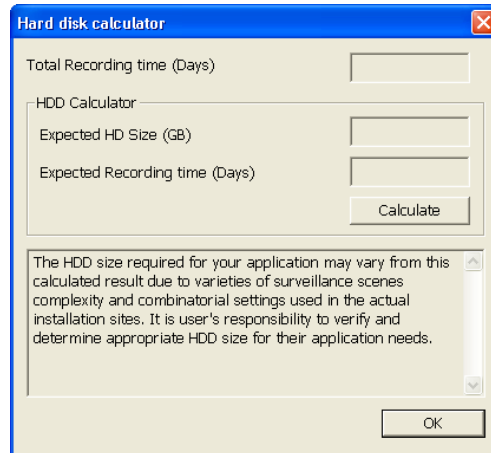 Hard disk calculator
Total Recording time (Days)
HDD Calculator
Expected HD Size (GB)
Expected Recording time (Days)
Calculate
The HDD size required for your application may vary from this
calculated result due to varieties of surveillance scenes
complexity and combinatorial settings used in the actual
installation sites. It is user's responsibility to verify and
determine appropriate HDD size for their application needs.
OK